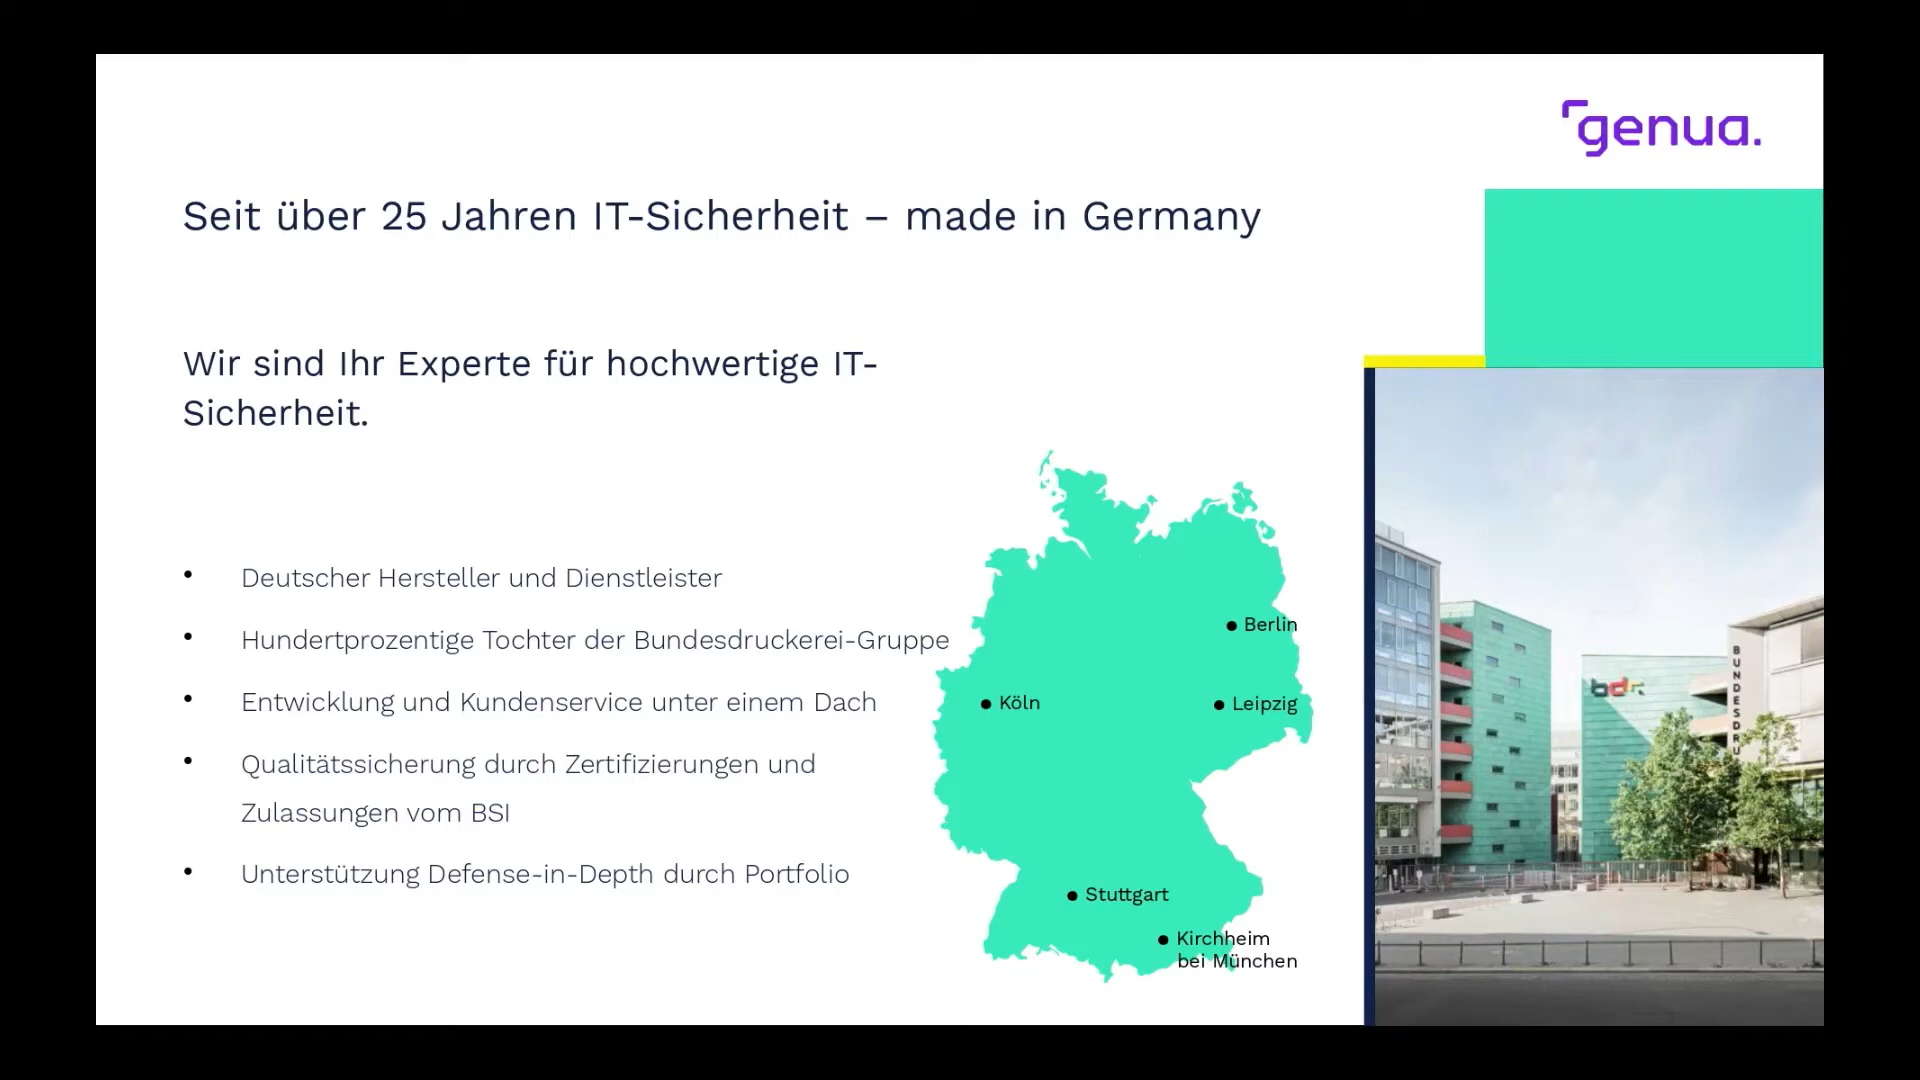 genua.
Seit über 25 Jahren IT-Sicherheit – made in Germany
Wir sind Ihr Experte für hochwertige IT-
Sicherheit.
• Deutscher Hersteller und Dienstleister
• Hundertprozentige Tochter der Bundesdruckerei-Gruppe
• Entwicklung und Kundenservice unter einem Dach
• Qualitätssicherung durch Zertifizierungen und
Zulassungen vom BSI
• Unterstützung Defense-in-Depth durch Portfolio
Berlin
Köln
Leipzig
Stuttgart
Kirchheim
bei München
bdr
BUNDESDRU